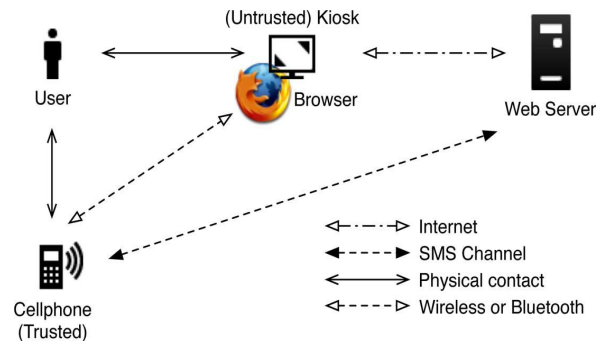 (Untrusted) Kiosk
User
Browser
Web Server
Internet
SMS Channel
Physical contact
Wireless or Bluetooth
Cellphone
(Trusted)